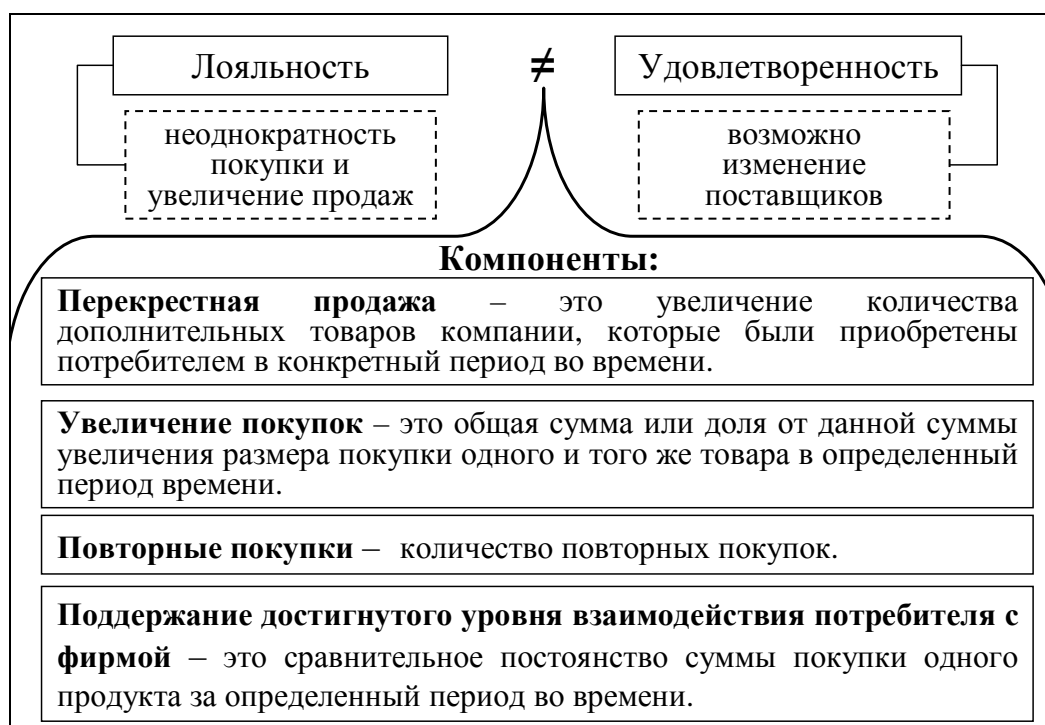 Лояльность
≠
Удовлетворенность
неоднократность
покупки и
увеличение продаж
возможно
изменение
поставщиков
Компоненты:
Перекрестная продажа – это увеличение количества
дополнительных товаров компании, которые были приобретены
потребителем в конкретный период во времени.
Увеличение покупок – это общая сумма или доля от данной суммы
увеличения размера покупки одного и того же товара в определенный
период времени.
Повторные покупки – количество повторных покупок.
Поддержание достигнутого уровня взаимодействия потребителя с
фирмой – это сравнительное постоянство суммы покупки одного
продукта за определенный период во времени.